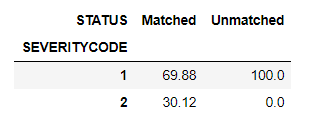 STATUS Matched Unmatched
SEVERITYCODE
1 69.88 100.0
2 30.12 0.0